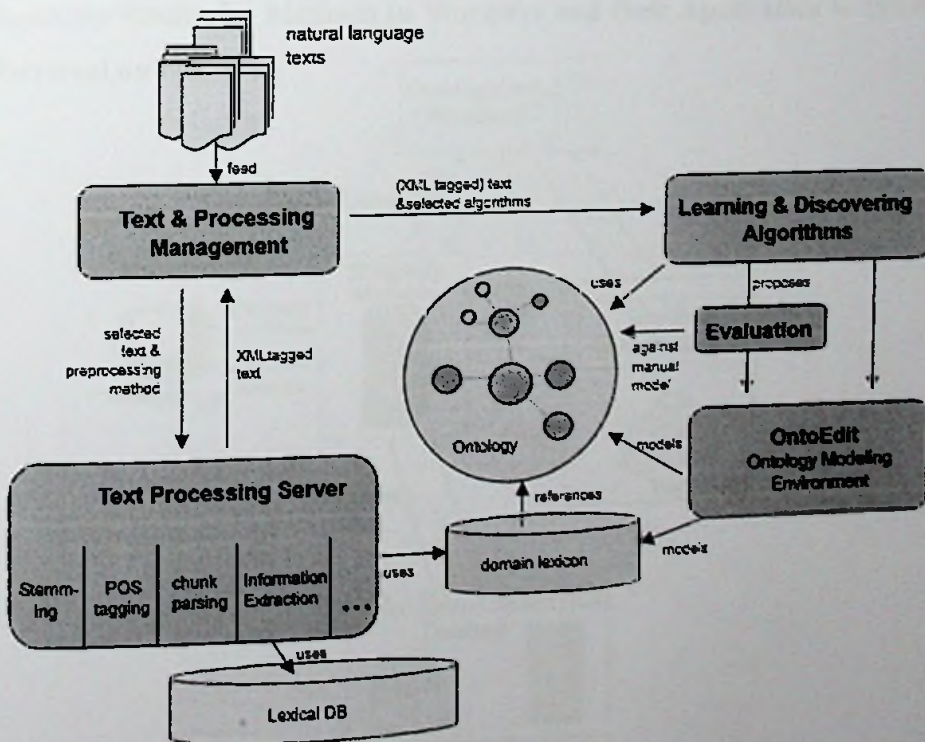 natural language
texts
feed
Text & Processing
Management
(XML tagged) text
&selected algorithms
Learning & Discovering
Algorithms
uses
proposes
Evaluation
against
manual
model
selected
text &
preprocessing
method
XMLtagged
text
Ontology
models
OntoEdit
Ontology Modeling
Environment
references
Text Processing Server
Stemm-
ing
POS
tagging
chunk
parsing
Information
Extraction
...
uses
domain lexicon
models
uses
Lexical DB